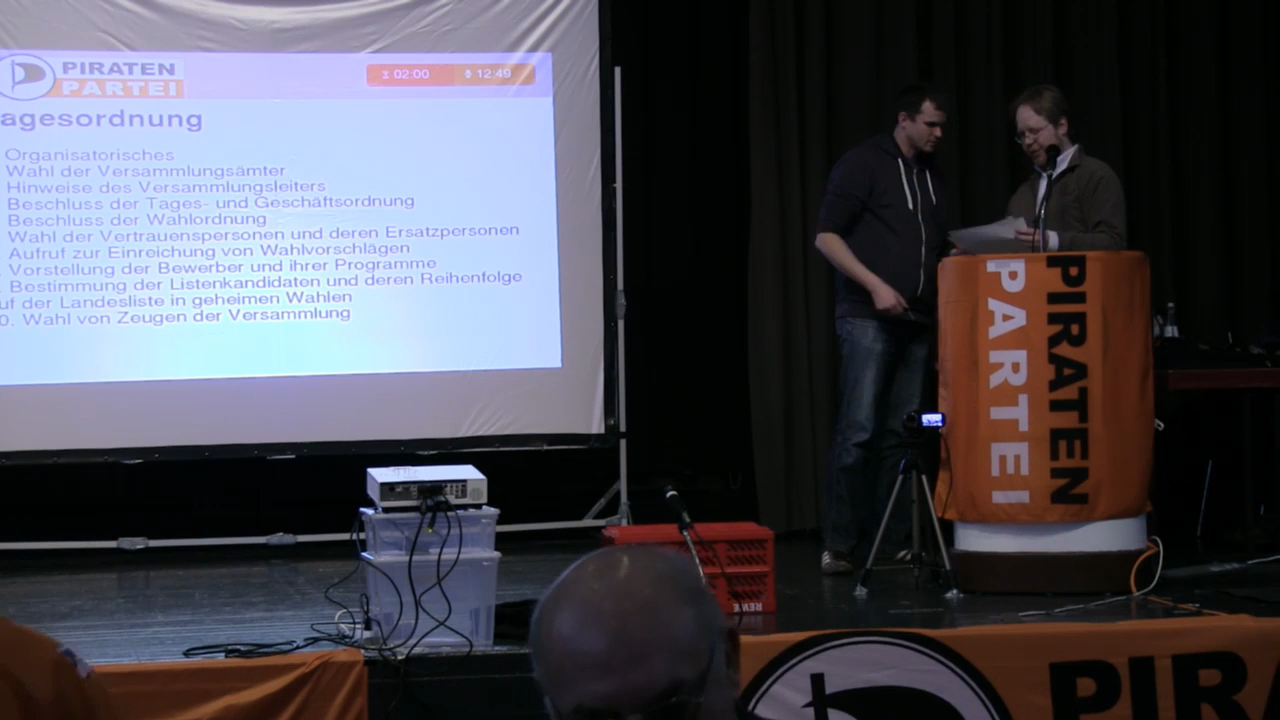 PIRATEN
PARTEI
02:00 12:49
agesordnung
Organisatorisches
Wahl der Versammlungsämter
Hinweise des Versammlungsleiters
Beschluss der Tages- und Geschäftsordnung
Beschluss der Wahlordnung
Wahl der Vertrauenspersonen und deren Ersatzpersonen
Aufruf zur Einreichung von Wahlvorschlägen
Vorstellung der Bewerber und ihrer Programme
Bestimmung der Listenkandidaten und deren Reihenfolge
uf der Landesliste in geheimen Wahlen
0. Wahl von Zeugen der Versammlung
PIRATEN
PARTEI
REWE
PIRA